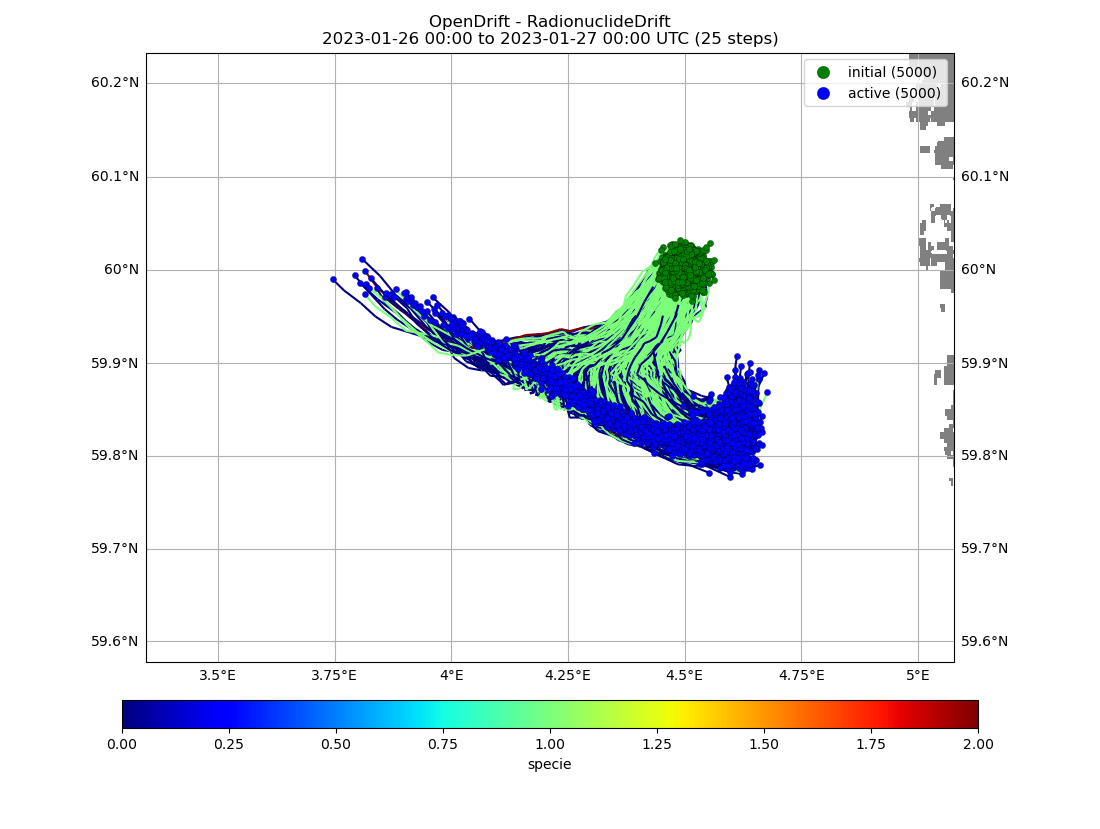 OpenDrift - RadionuclideDrift
2023-01-26 00:00 to 2023-01-27 00:00 UTC (25 steps)
initial (5000)
active (5000)
60.2°N 60.2°N
60.1°N 60.1°N
60°N 60°N
59.9°N 59.9°N
59.8°N 59.8°N
59.7°N 59.7°N
59.6°N 59.6°N
3.5°E 3.75°E 4°E 4.25°E 4.5°E 4.75°E 5°E
0.00 0.25 0.50 0.75 1.00 1.25 1.50 1.75 2.00
specie